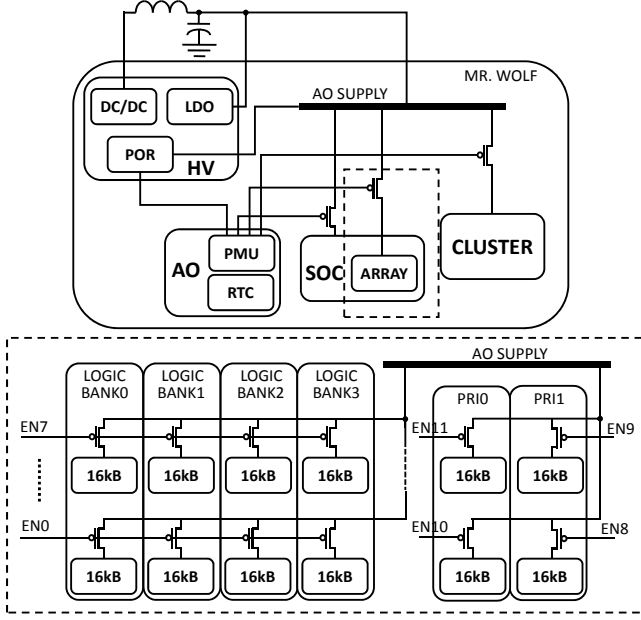 MR. WOLF
AO SUPPLY
DC/DC
LDO
POR
HV
PMU
AO
RTC
SOC
ARRAY
CLUSTER
AO SUPPLY
LOGIC
BANK0
LOGIC
BANK1
LOGIC
BANK2
LOGIC
BANK3
PRI0
PRI1
EN7
EN11
EN9
16kB
16kB
16kB
16kB
16kB
16kB
EN0
EN10
EN8
16kB
16kB
16kB
16kB
16kB
16kB